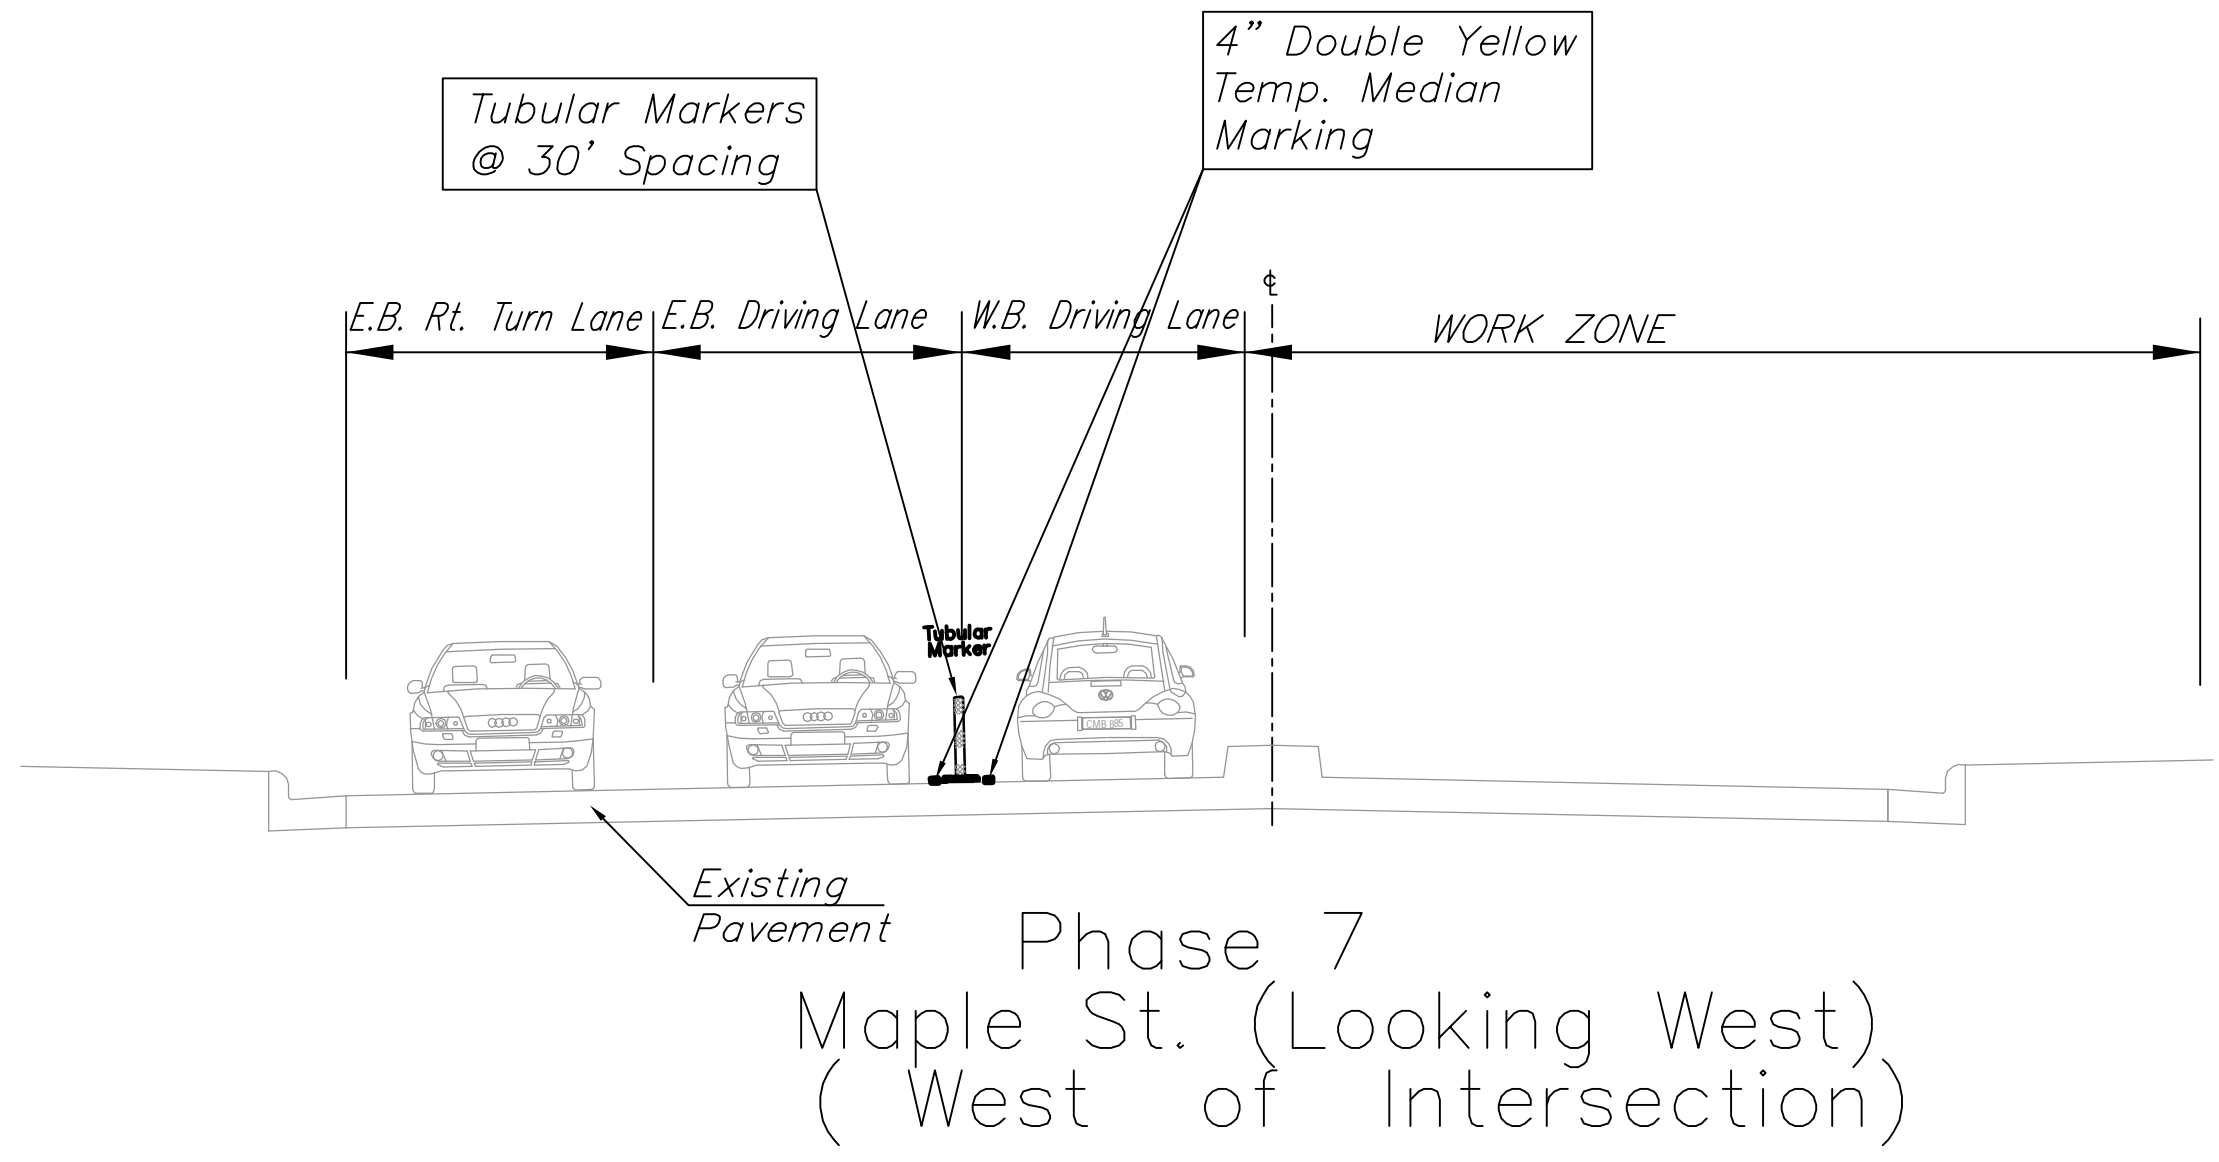 4" Double Yellow
Temp. Median
Marking
Tubular Markers
@ 30' Spacing
℄
E.B. Rt. Turn Lane
E.B. Driving Lane
W.B. Driving Lane
WORK ZONE
Tubular
Marker
CMB 885
Existing
Pavement
Phase 7
Maple St. (Looking West)
( West of Intersection)